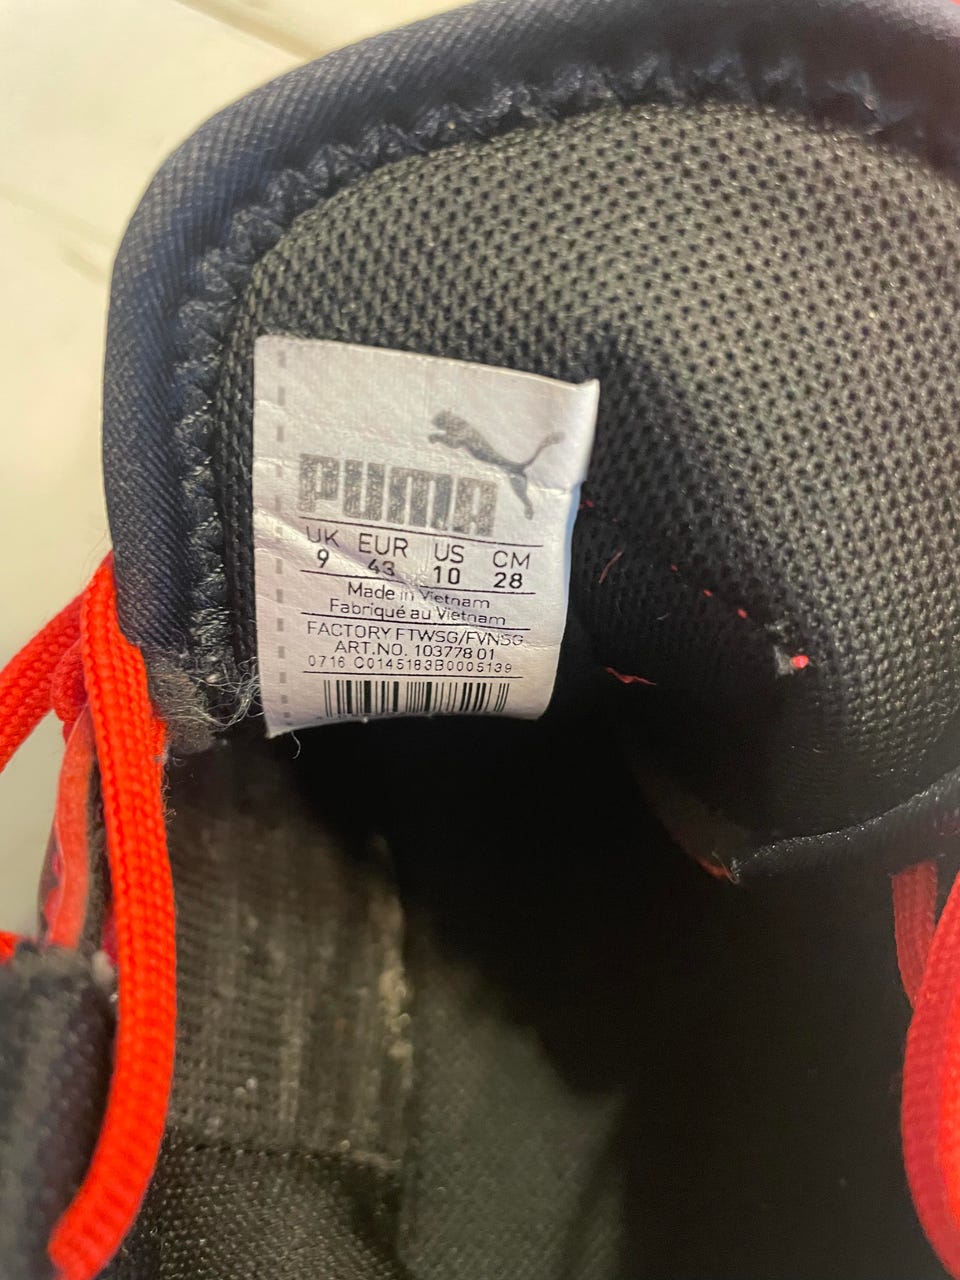 PUMA
UK EUR US CM
9 43 10 28
Made in Vietnam
Fabriqué au Vietnam
FACTORY FTWSG/FVNSG
ART.NO. 103778 01
0716 C0145183B0005139